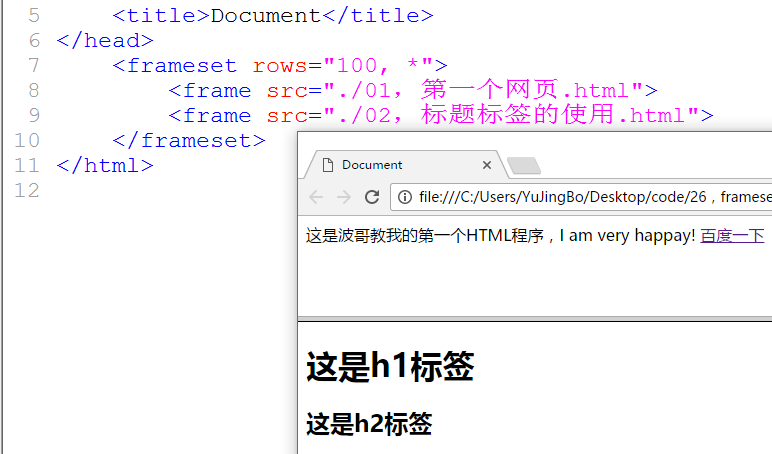 5 <title>Document</title>
6 </head>
7 <frameset rows="100, *">
8 <frame src="./01，第一个网页.html">
9 <frame src="./02，标题标签的使用.html">
10 </frameset>
11 </html>
12
Document
file:///C:/Users/YuJingBo/Desktop/code/26，framese
这是波哥教我的第一个HTML程序，I am very happay! 百度一下
这是h1标签
这是h2标签